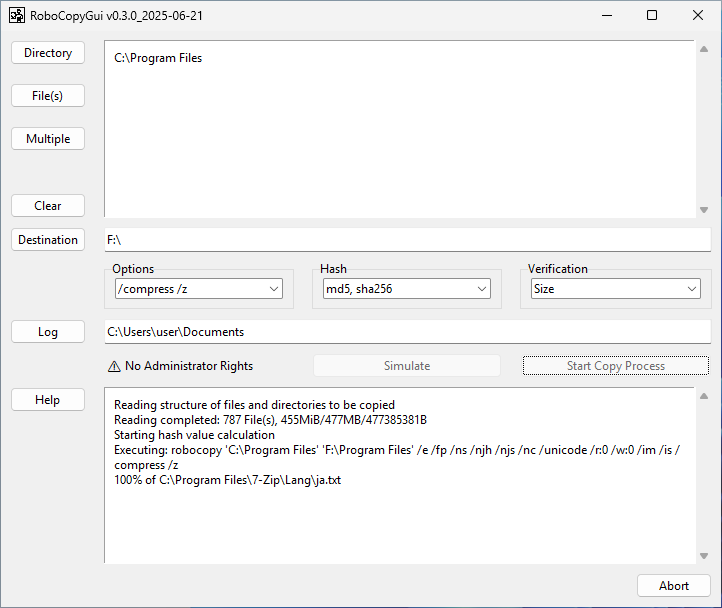 RoboCopyGui v0.3.0_2025-06-21
Directory
C:\Program Files
File(s)
Multiple
Clear
Destination
F:\
Options
Hash
Verification
/compress /z
md5, sha256
Size
Log
C:\Users\user\Documents
No Administrator Rights
Simulate
Start Copy Process
Help
Reading structure of files and directories to be copied
Reading completed: 787 File(s), 455MiB/477MB/477385381B
Starting hash value calculation
Executing: robocopy 'C:\Program Files' 'F:\Program Files' /e /fp /ns /njh /njs /nc /unicode /r:0 /w:0 /im /is /
compress /z
100% of C:\Program Files\7-Zip\Lang\ja.txt
Abort